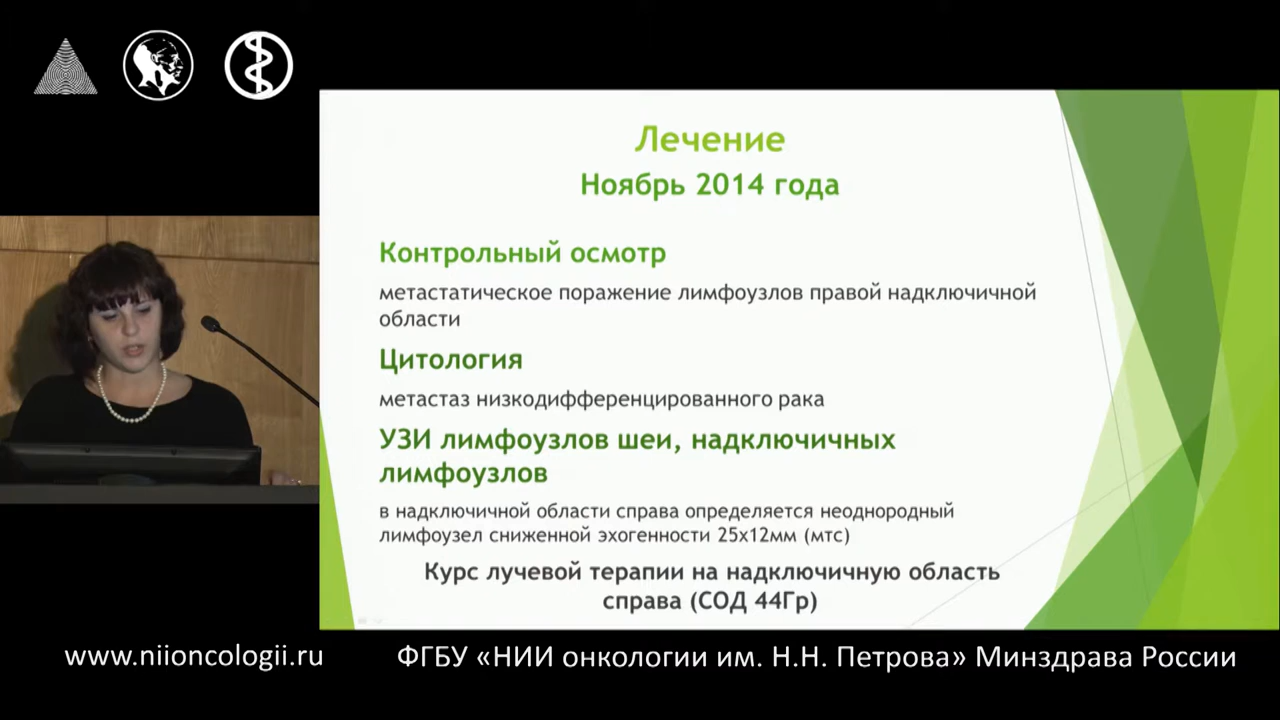 Лечение
Ноябрь 2014 года
Контрольный осмотр
метастатическое поражение лимфоузлов правой надключичной
области
Цитология
метастаз низкодифференцированного рака
УЗИ лимфоузлов шеи, надключичных
лимфоузлов
в надключичной области справа определяется неоднородный
лимфоузел сниженной эхогенности 25х12мм (мтс)
Курс лучевой терапии на надключичную область
справа (СОД 44Гр)
www.niioncologii.ru
ФГБУ «НИИ онкологии им. Н.Н. Петрова» Минздрава России